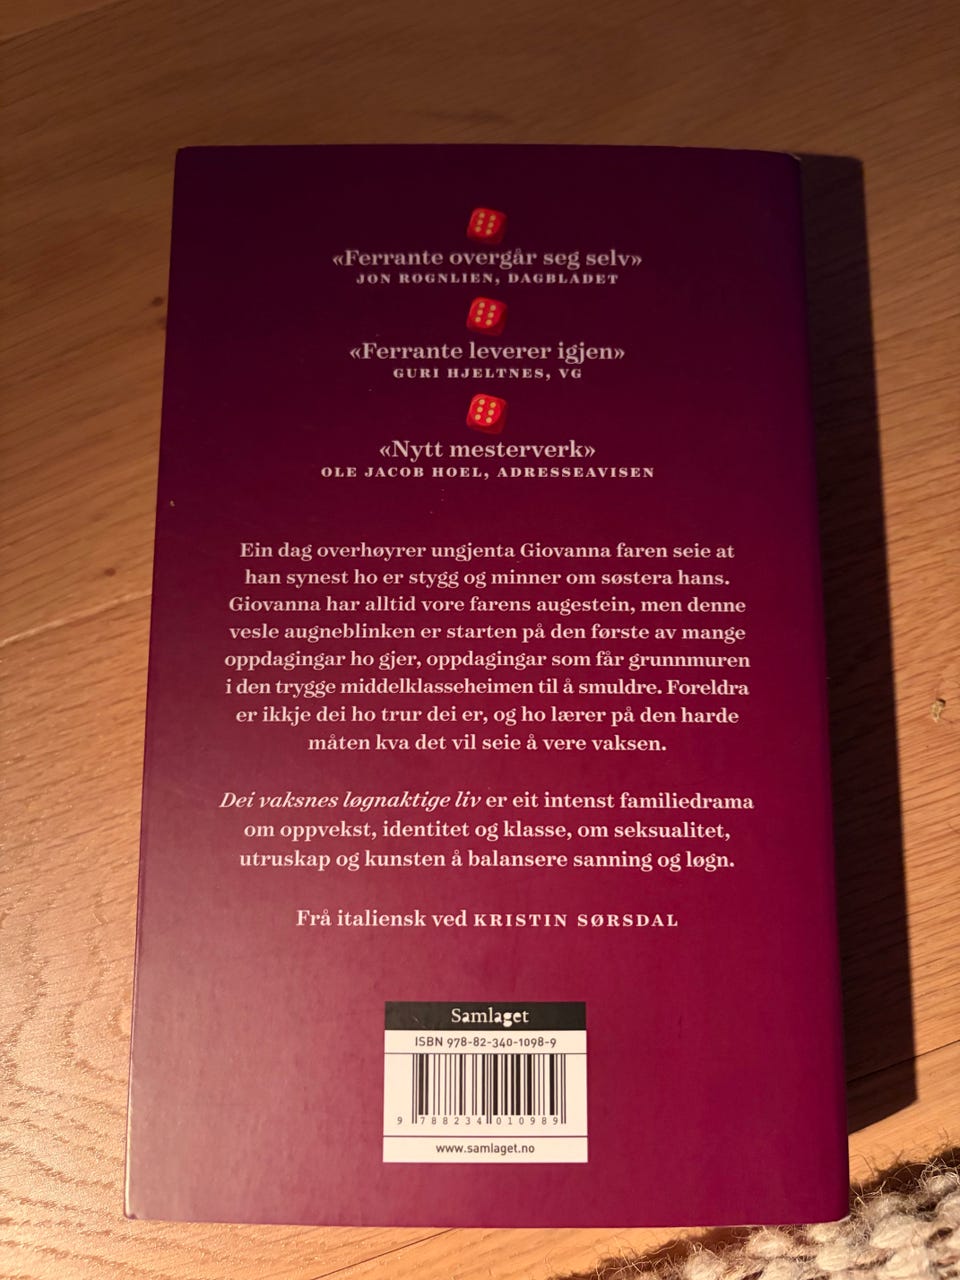 «Ferrante overgår seg selv»
JON ROGNLIEN, DAGBLADET
«Ferrante leverer igjen»
GURI HJELTNES, VG
«Nytt mesterverk»
OLE JACOB HOEL, ADRESSEAVISEN
Ein dag overhøyrer ungjenta Giovanna faren seie at
han synest ho er stygg og minner om søstera hans.
Giovanna har alltid vore farens augestein, men denne
vesle augneblinken er starten på den første av mange
oppdagingar ho gjer, oppdagingar som får grunnmuren
i den trygge middelklasseheimen til å smuldre. Foreldra
er ikkje dei ho trur dei er, og ho lærer på den harde
måten kva det vil seie å vere vaksen.
Dei vaksnes løgnaktige liv er eit intenst familiedrama
om oppvekst, identitet og klasse, om seksualitet,
utruskap og kunsten å balansere sanning og løgn.
Frå italiensk ved KRISTIN SØRSDAL
Samlaget
ISBN 978-82-340-1098-9
9 788234 010989
www.samlaget.no